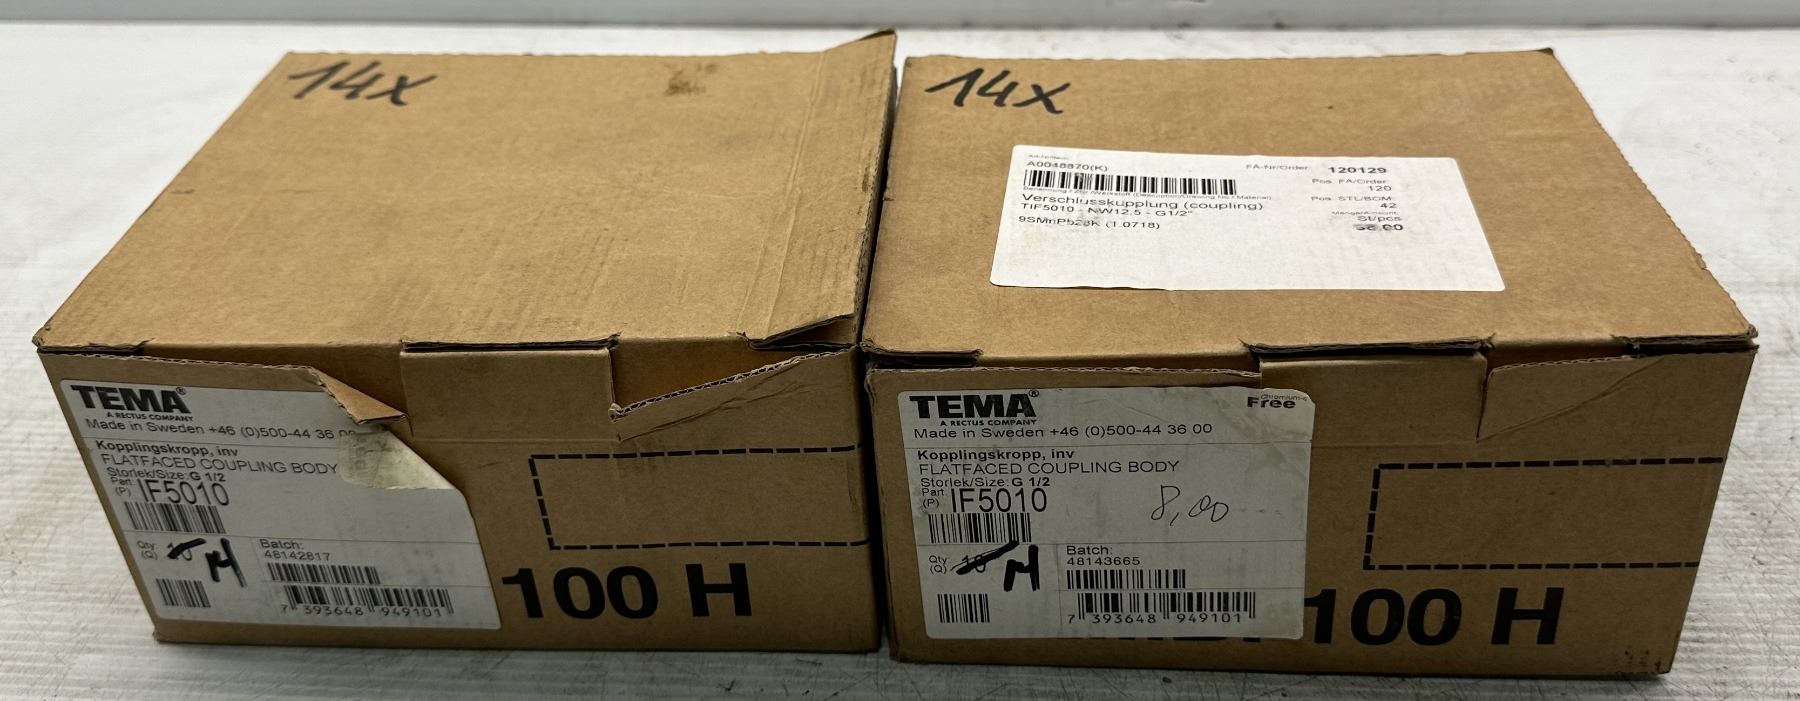 14x
TEMA®
A RECTUS COMPANY
Made in Sweden +46 (0)500-44 36 00
Kopplingskropp, inv
FLATFACED COUPLING BODY
Storlek/Size: G 1/2
Part:
(P) IF5010
Qty:
(Q) 10 14
Batch:
48142817
7 393648 949101
100 H
14x
A0048870(K)
FA-Nr/Order: 120129
Pos. FA/Order:
120
Verschlusskupplung (coupling)
Pos. STL/BOM:
42
TIF5010 - NW12,5 - G1/2"
St/pcs
9SMnPb28K (1.0718)
TEMA®
A RECTUS COMPANY
Chromium-6
Free
Made in Sweden +46 (0)500-44 36 00
Kopplingskropp, inv
FLATFACED COUPLING BODY
Storlek/Size: G 1/2
Part:
(P) IF5010
8,00
Qty:
(Q) 10 14
Batch:
48143665
7 393648 949101
100 H